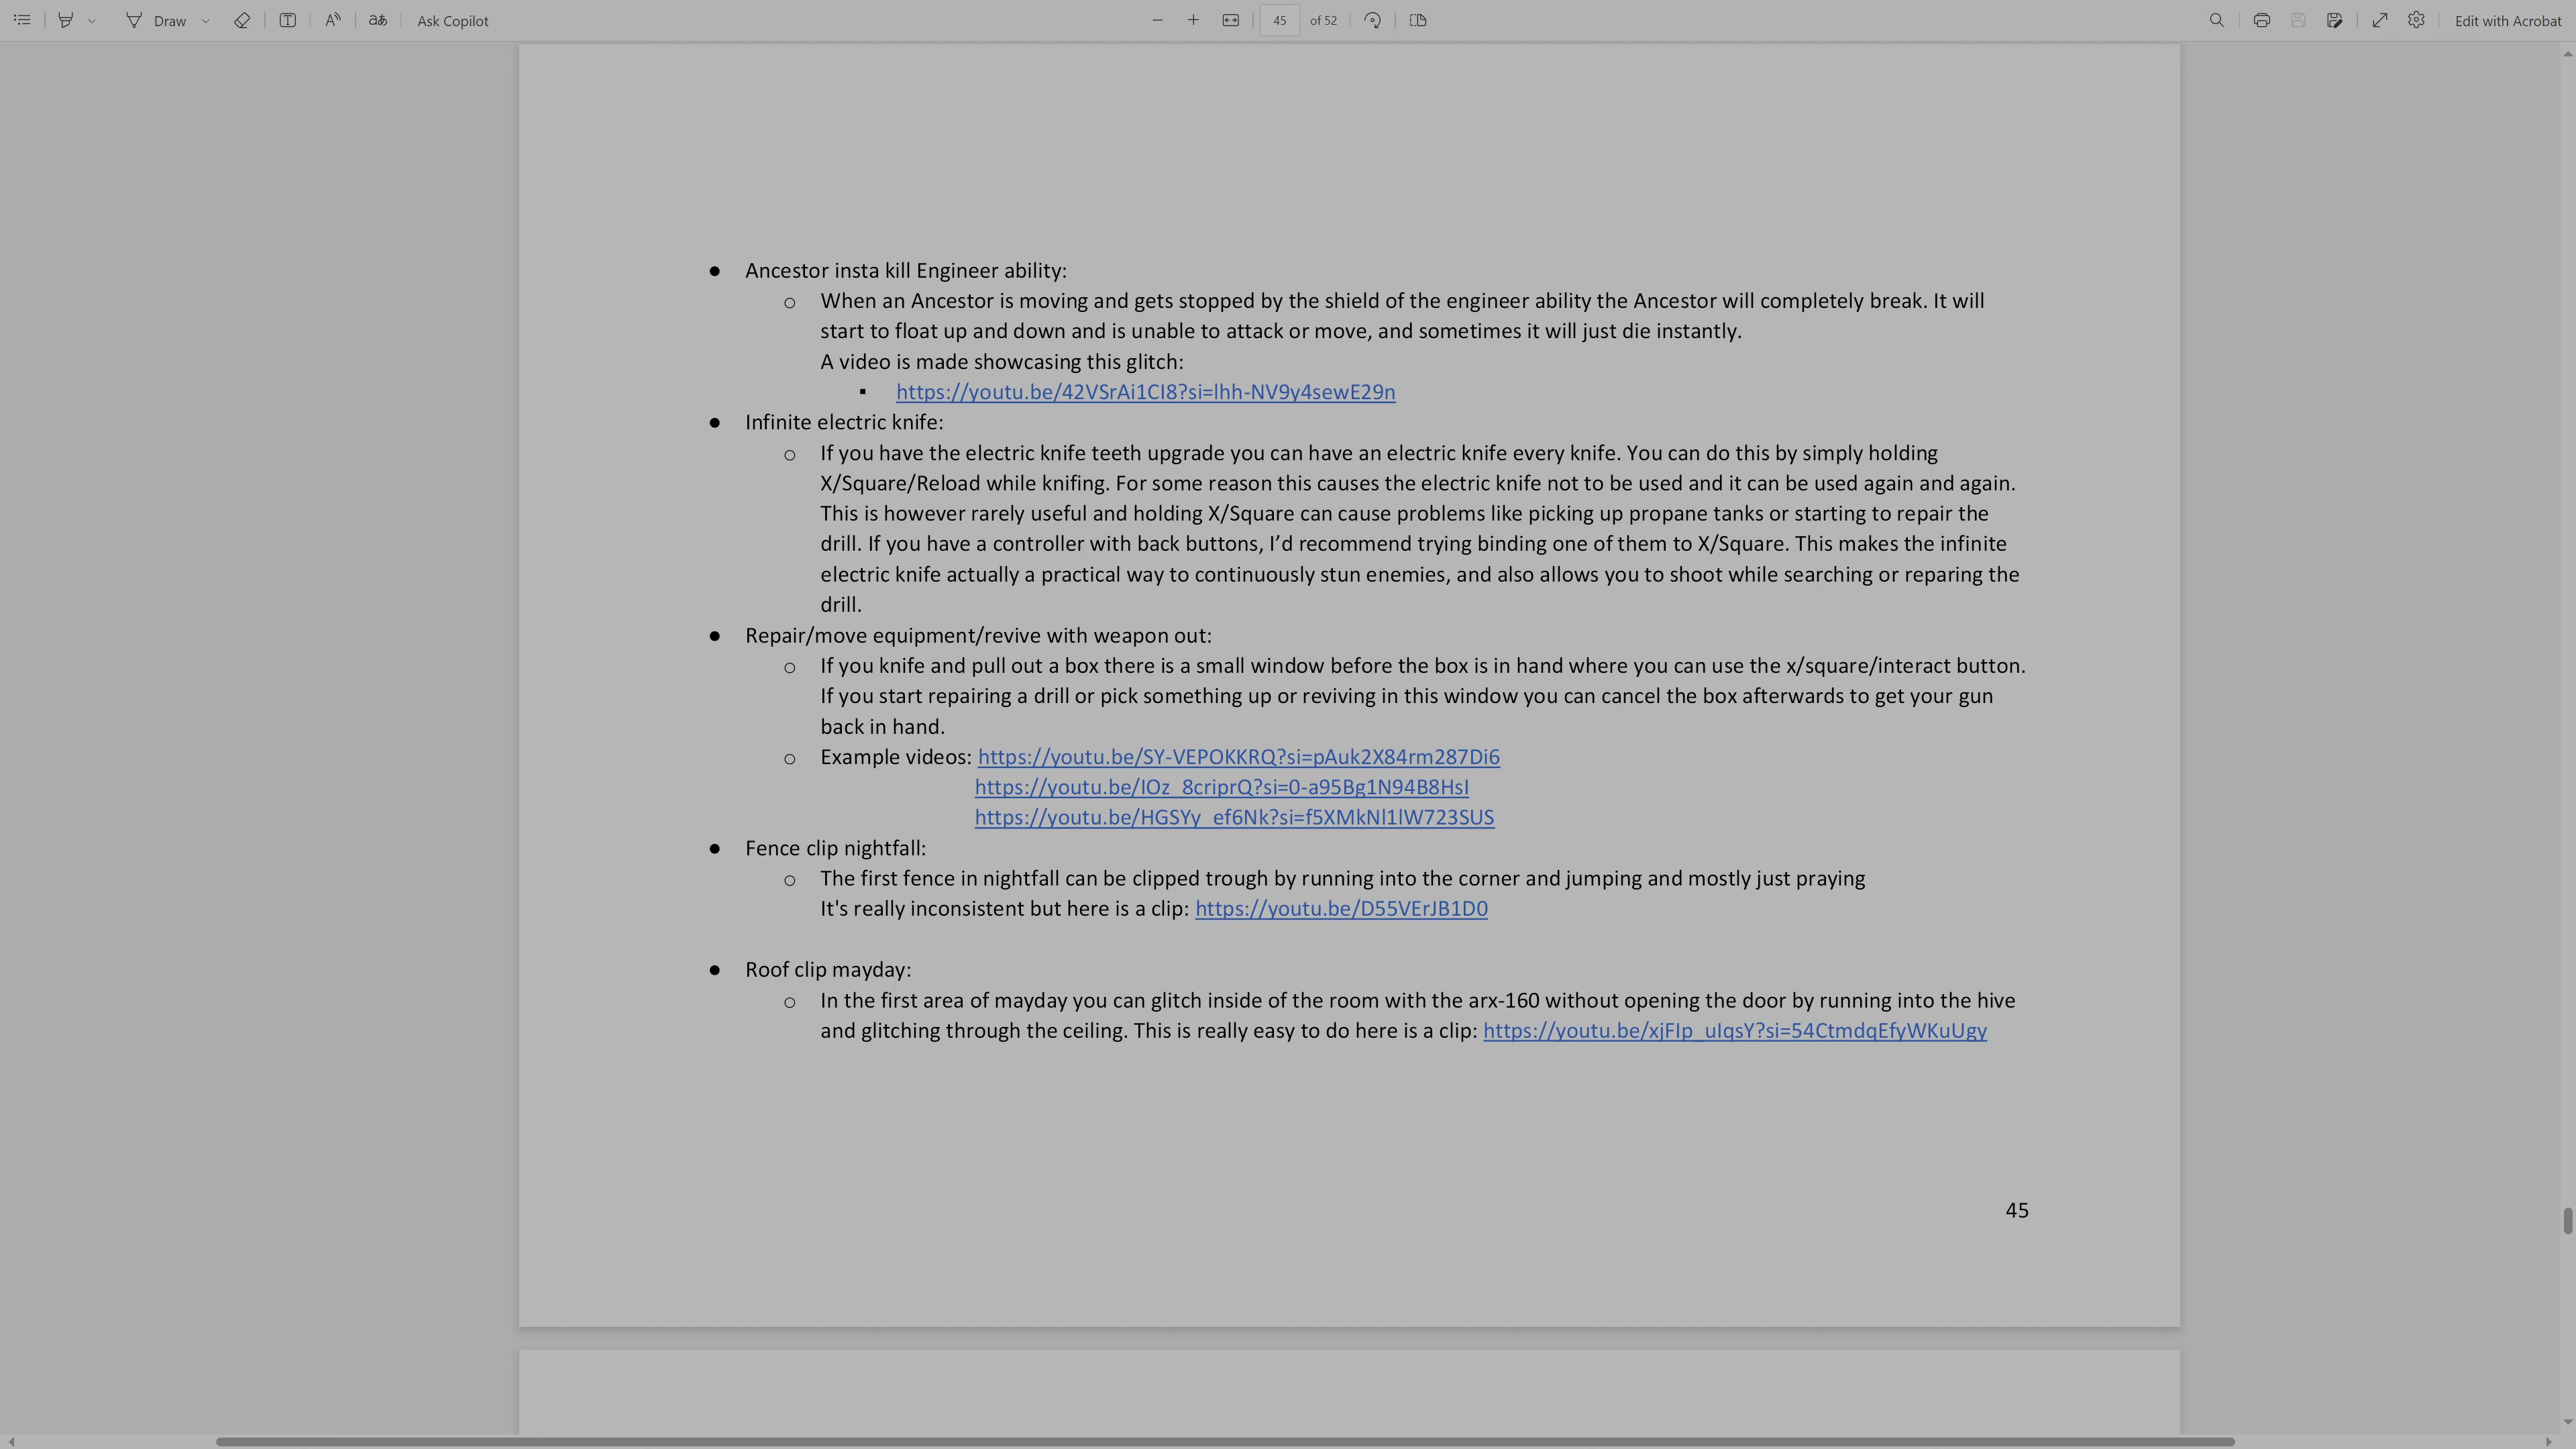 Draw
Ask Copilot
45 of 52
Edit with Acrobat
● Ancestor insta kill Engineer ability:
○ When an Ancestor is moving and gets stopped by the shield of the engineer ability the Ancestor will completely break. It will
start to float up and down and is unable to attack or move, and sometimes it will just die instantly.
A video is made showcasing this glitch:
▪ https://youtu.be/42VSrAi1CI8?si=lhh-NV9y4sewE29n
● Infinite electric knife:
○ If you have the electric knife teeth upgrade you can have an electric knife every knife. You can do this by simply holding
X/Square/Reload while knifing. For some reason this causes the electric knife not to be used and it can be used again and again.
This is however rarely useful and holding X/Square can cause problems like picking up propane tanks or starting to repair the
drill. If you have a controller with back buttons, I’d recommend trying binding one of them to X/Square. This makes the infinite
electric knife actually a practical way to continuously stun enemies, and also allows you to shoot while searching or reparing the
drill.
● Repair/move equipment/revive with weapon out:
○ If you knife and pull out a box there is a small window before the box is in hand where you can use the x/square/interact button.
If you start repairing a drill or pick something up or reviving in this window you can cancel the box afterwards to get your gun
back in hand.
○ Example videos: https://youtu.be/SY-VEPOKKRQ?si=pAuk2X84rm287Di6
https://youtu.be/IOz_8criprQ?si=0-a95Bg1N94B8HsI
https://youtu.be/HGSYy_ef6Nk?si=f5XMkNl1lW723SUS
● Fence clip nightfall:
○ The first fence in nightfall can be clipped trough by running into the corner and jumping and mostly just praying
It's really inconsistent but here is a clip: https://youtu.be/D55VErJB1D0
● Roof clip mayday:
○ In the first area of mayday you can glitch inside of the room with the arx-160 without opening the door by running into the hive
and glitching through the ceiling. This is really easy to do here is a clip: https://youtu.be/xjFIp_uIqsY?si=54CtmdqEfyWKuUgy
45